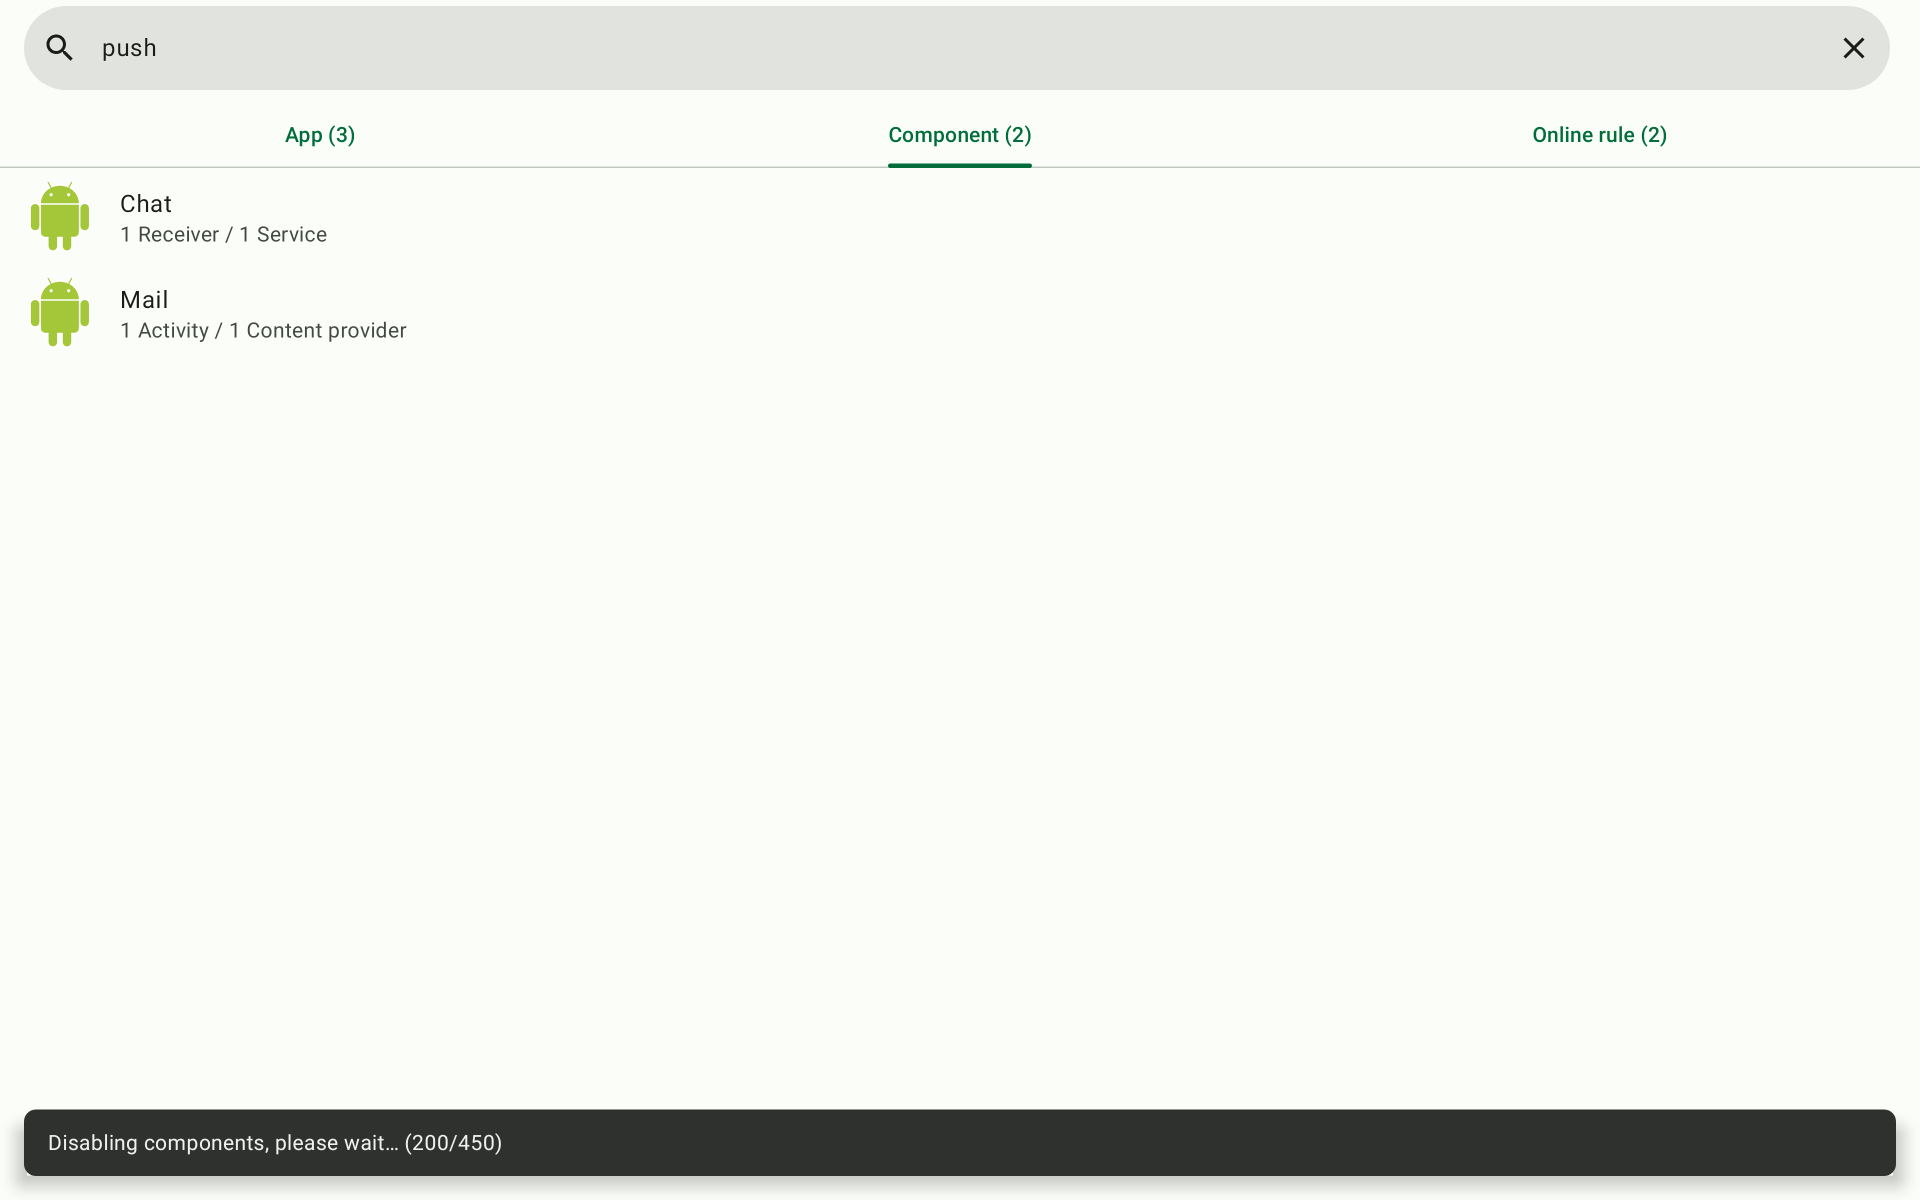 push
App (3)
Component (2)
Online rule (2)
Chat
1 Receiver / 1 Service
Mail
1 Activity / 1 Content provider
Disabling components, please wait… (200/450)